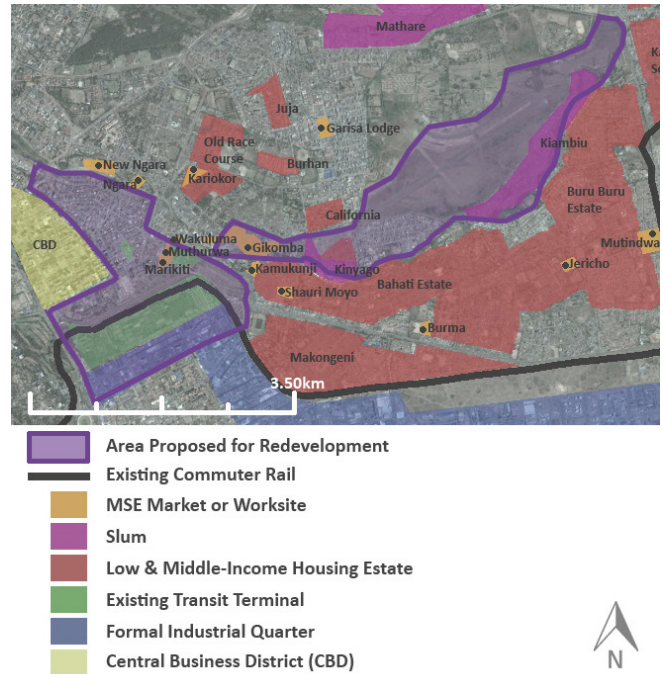 Mathare
Ka
Se
Juja
Garisa Lodge
Old Race
Course
Kiambiu
New Ngara
Burhan
Kariokor
Ngara
Buru Buru
Estate
California
CBD
Wakuluma
Muthurwa
Gikomba
Mutindwa
Marikiti
Kamukunji
Kinyago
Jericho
Bahati Estate
Shauri Moyo
Burma
Makongeni
3.50km
Area Proposed for Redevelopment
Existing Commuter Rail
MSE Market or Worksite
Slum
Low & Middle-Income Housing Estate
Existing Transit Terminal
Formal Industrial Quarter
Central Business District (CBD)
N